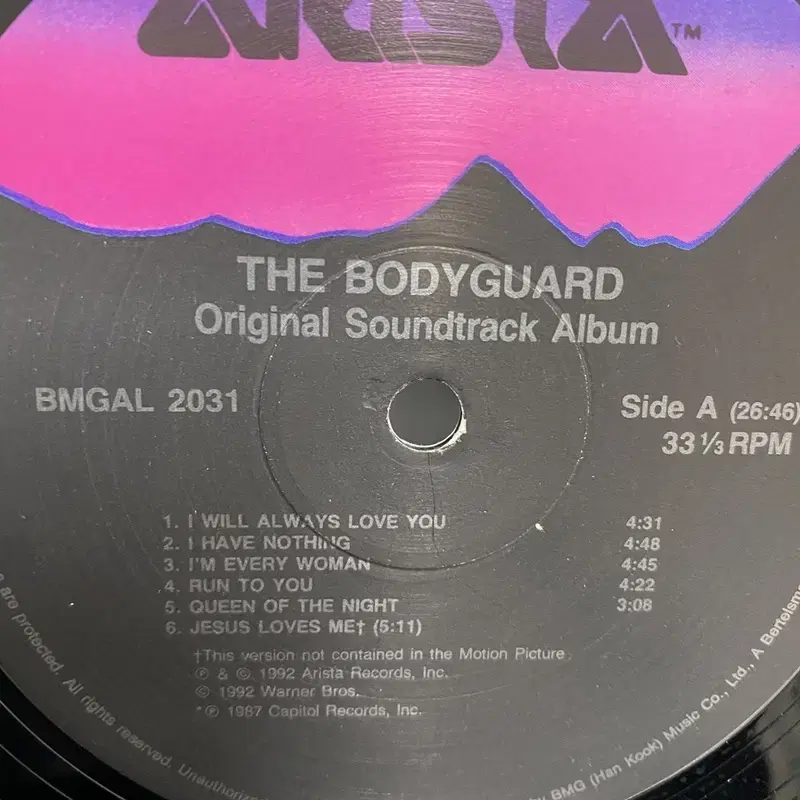 ARISTA™
THE BODYGUARD
Original Soundtrack Album
BMGAL 2031
Side A (26:46)
33 ⅓ RPM
1. I WILL ALWAYS LOVE YOU 4:31
2. I HAVE NOTHING 4:48
3. I'M EVERY WOMAN 4:45
4. RUN TO YOU 4:22
5. QUEEN OF THE NIGHT 3:08
6. JESUS LOVES ME† (5:11)
†This version not contained in the Motion Picture
℗ & © 1992 Arista Records, Inc.
© 1992 Warner Bros.
*℗ 1987 Capitol Records, Inc.
are protected. All rights reserved. Unauthoriz
by BMG (Han Kook) Music Co., Ltd., A Bertelsm